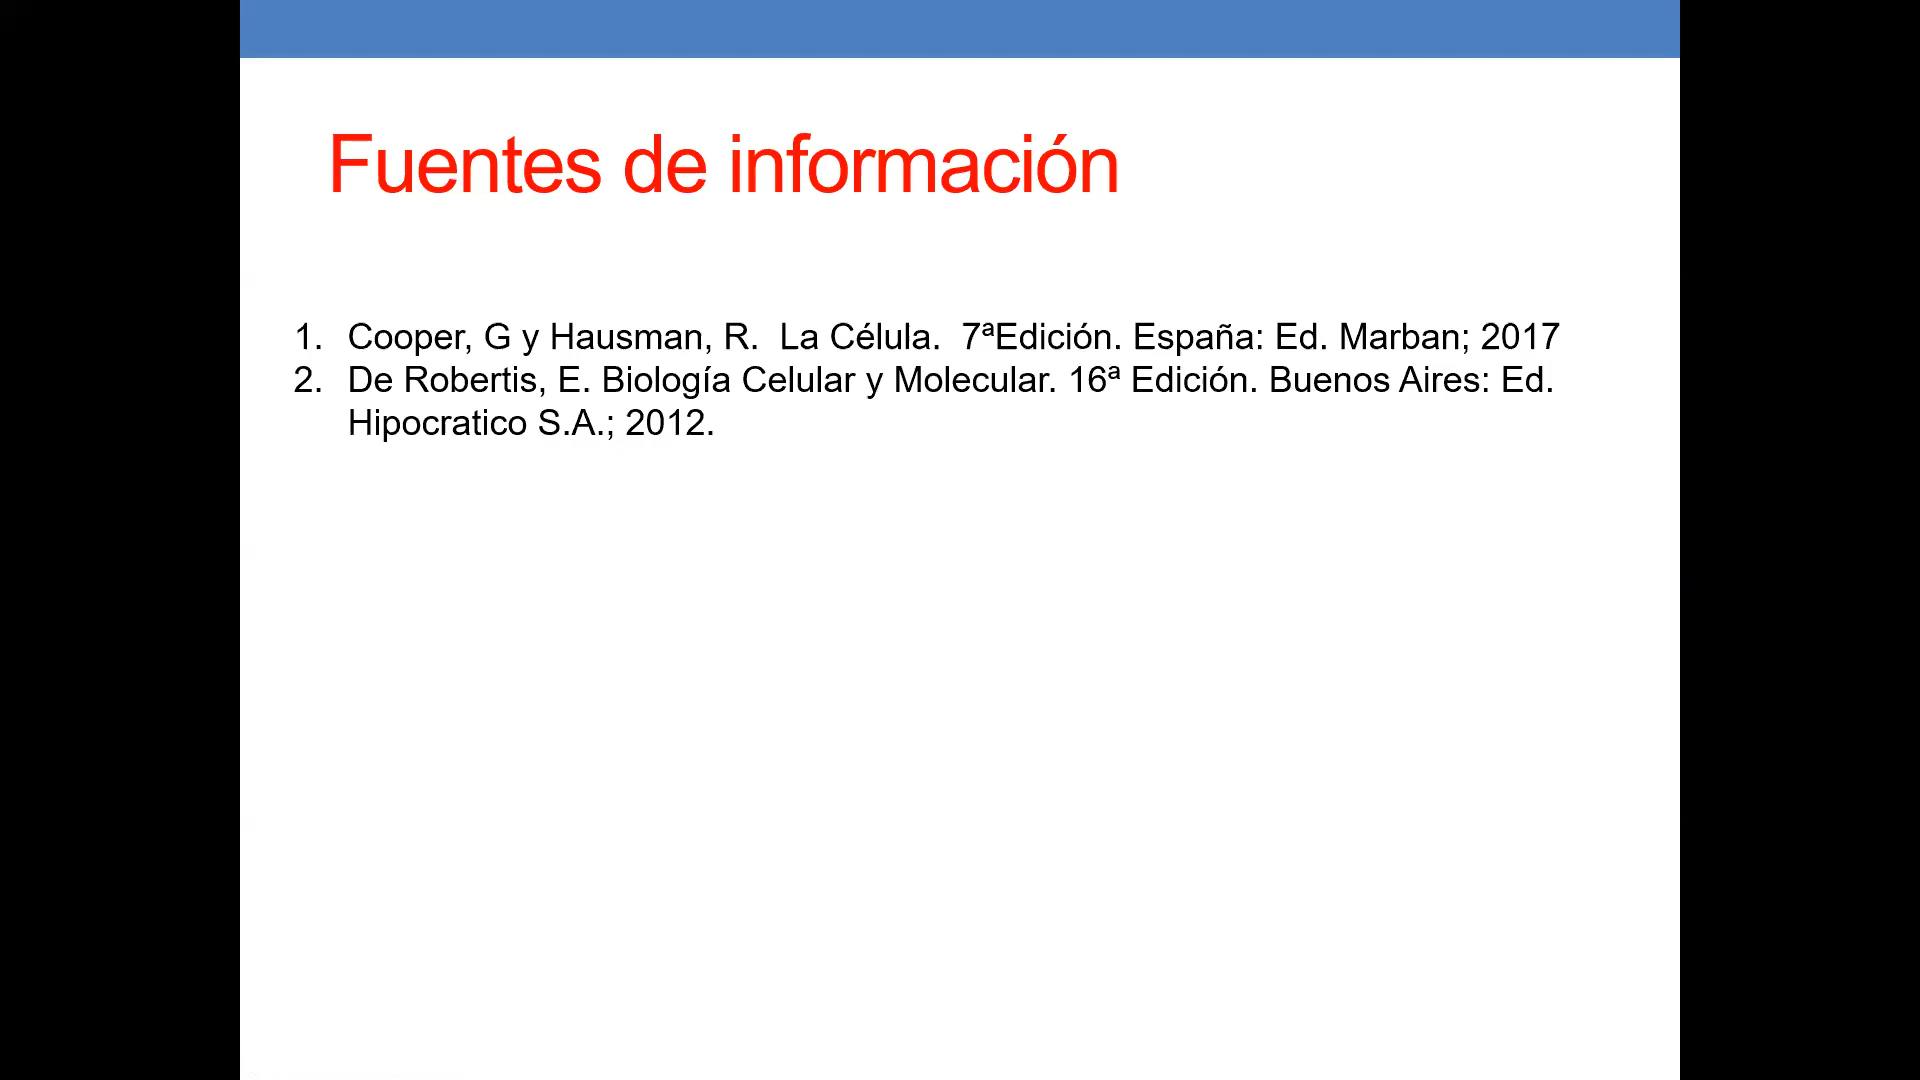 Fuentes de información
1. Cooper, G y Hausman, R.  La Célula.  7ªEdición. España: Ed. Marban; 2017
2. De Robertis, E. Biología Celular y Molecular. 16ª Edición. Buenos Aires: Ed.
Hipocratico S.A.; 2012.